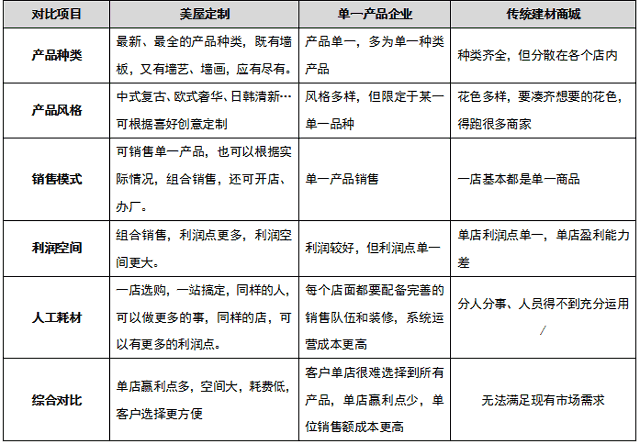 对比项目
美屋定制
单一产品企业
传统建材商城
产品种类
最新、最全的产品种类，既有墙
板，又有墙艺、墙画，应有尽有。
产品单一，多为单一种类
产品
种类齐全，但分散在各个店内
产品风格
中式复古、欧式奢华、日韩清新…
可根据喜好创意定制
风格多样，但限定于某一
单一品种
花色多样，要凑齐想要的花色，
得跑很多商家
销售模式
可销售单一产品，也可以根据实
际情况，组合销售，还可开店、
办厂。
单一产品销售
一店基本都是单一商品
利润空间
组合销售，利润点更多，利润空
间更大。
利润较好，但利润点单一
单店利润点单一，单店盈利能力
差
人工耗材
一店选购，一站搞定，同样的人，
可以做更多的事，同样的店，可
以有更多的利润点。
每个店面都要配备完善的
销售队伍和装修，系统运
营成本更高
分人分事、人员得不到充分运用
/
综合对比
单店赢利点多，空间大，耗费低，
客户选择更方便
客户单店很难选择到所有
产品，单店赢利点少，单
位销售额成本更高
无法满足现有市场需求